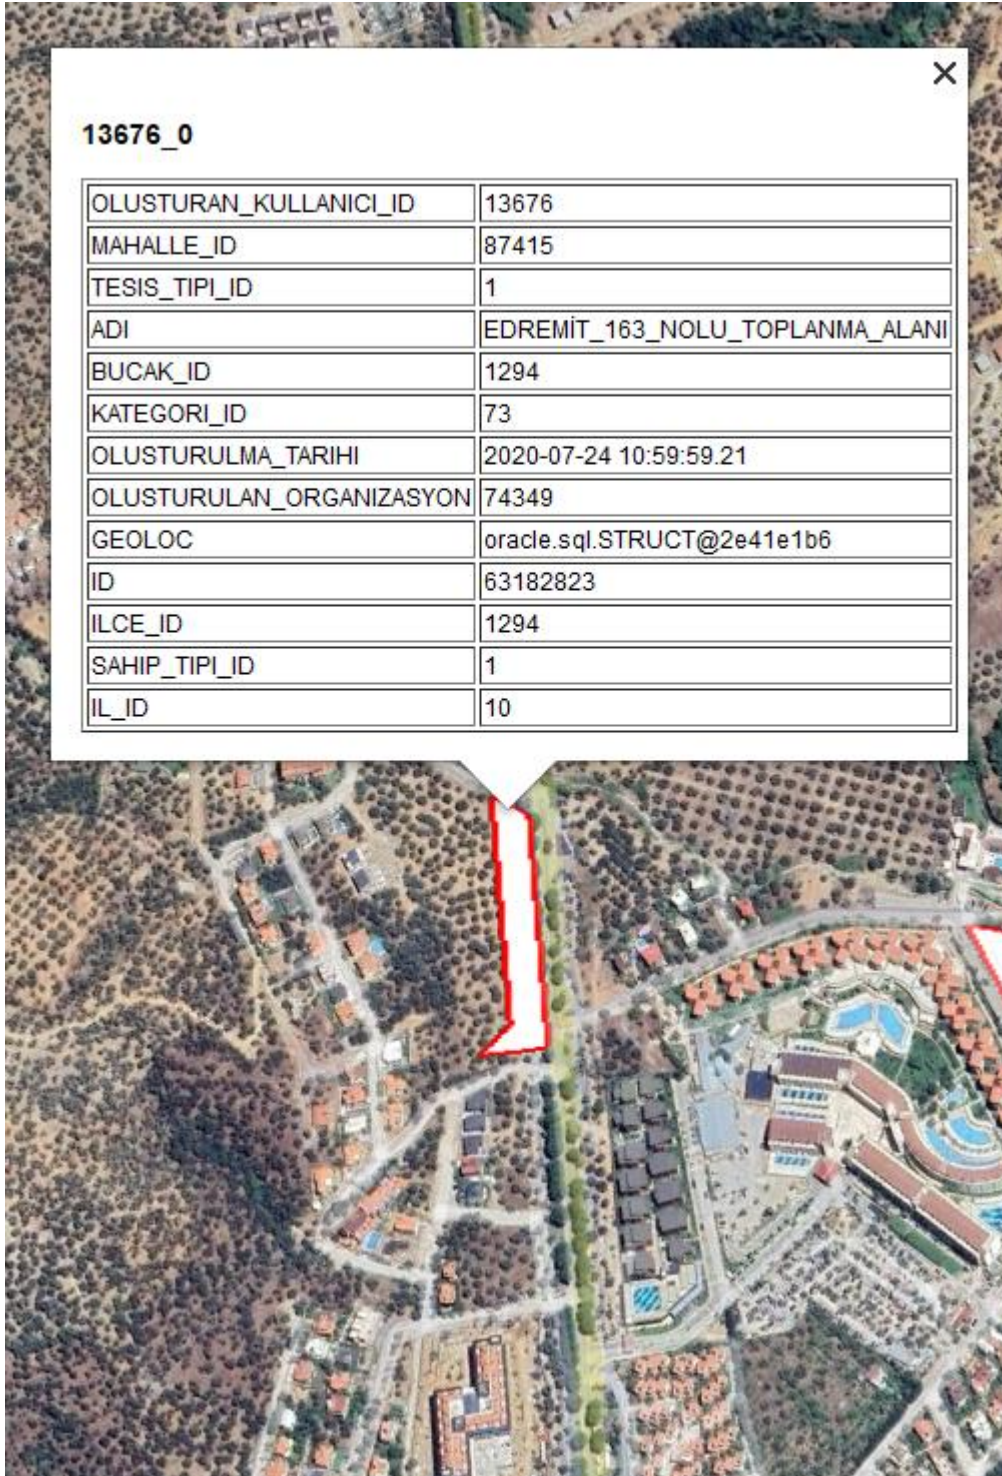 13676_0
OLUSTURAN_KULLANICI_ID 13676
MAHALLE_ID 87415
TESIS_TIPI_ID 1
ADI EDREMİT_163_NOLU_TOPLANMA_ALANI
BUCAK_ID 1294
KATEGORI_ID 73
OLUSTURULMA_TARIHI 2020-07-24 10:59:59.21
OLUSTURULAN_ORGANIZASYON 74349
GEOLOC oracle.sql.STRUCT@2e41e1b6
ID 63182823
ILCE_ID 1294
SAHIP_TIPI_ID 1
IL_ID 10